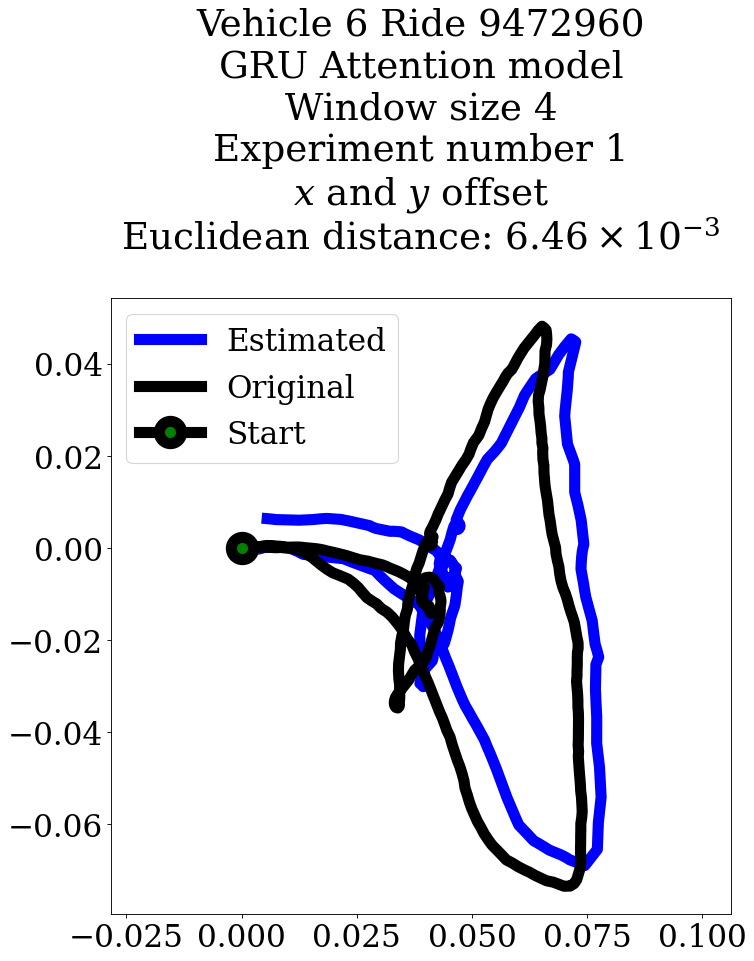 Vehicle 6 Ride 9472960
GRU Attention model
Window size 4
Experiment number 1
x and y offset
Euclidean distance: 6.46 × 10⁻³
Estimated
Original
Start
0.04
0.02
0.00
−0.02
−0.04
−0.06
−0.025 0.000 0.025 0.050 0.075 0.100